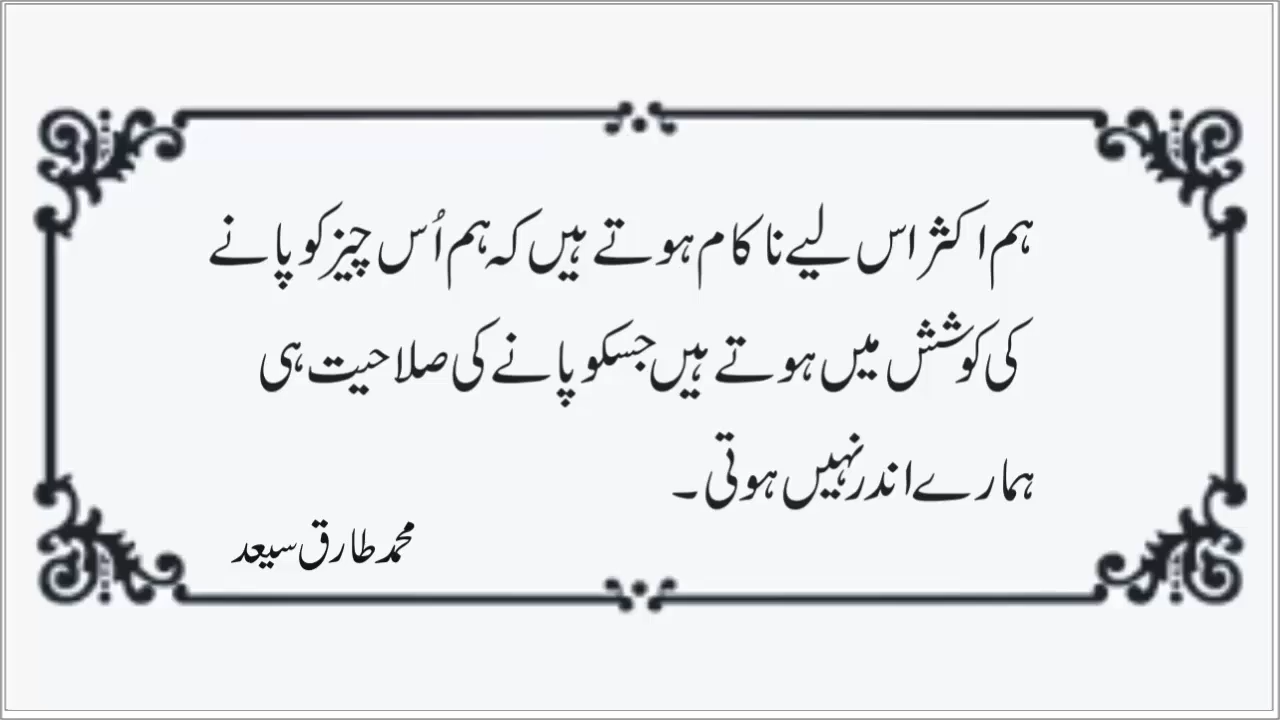 ہم اکثر اس لیے ناکام ہوتے ہیں کہ ہم اُس چیز کو پانے
کی کوشش میں ہوتے ہیں جسکو پانے کی صلاحیت ہی
ہمارے اندر نہیں ہوتی۔
محمد طارق سیعد